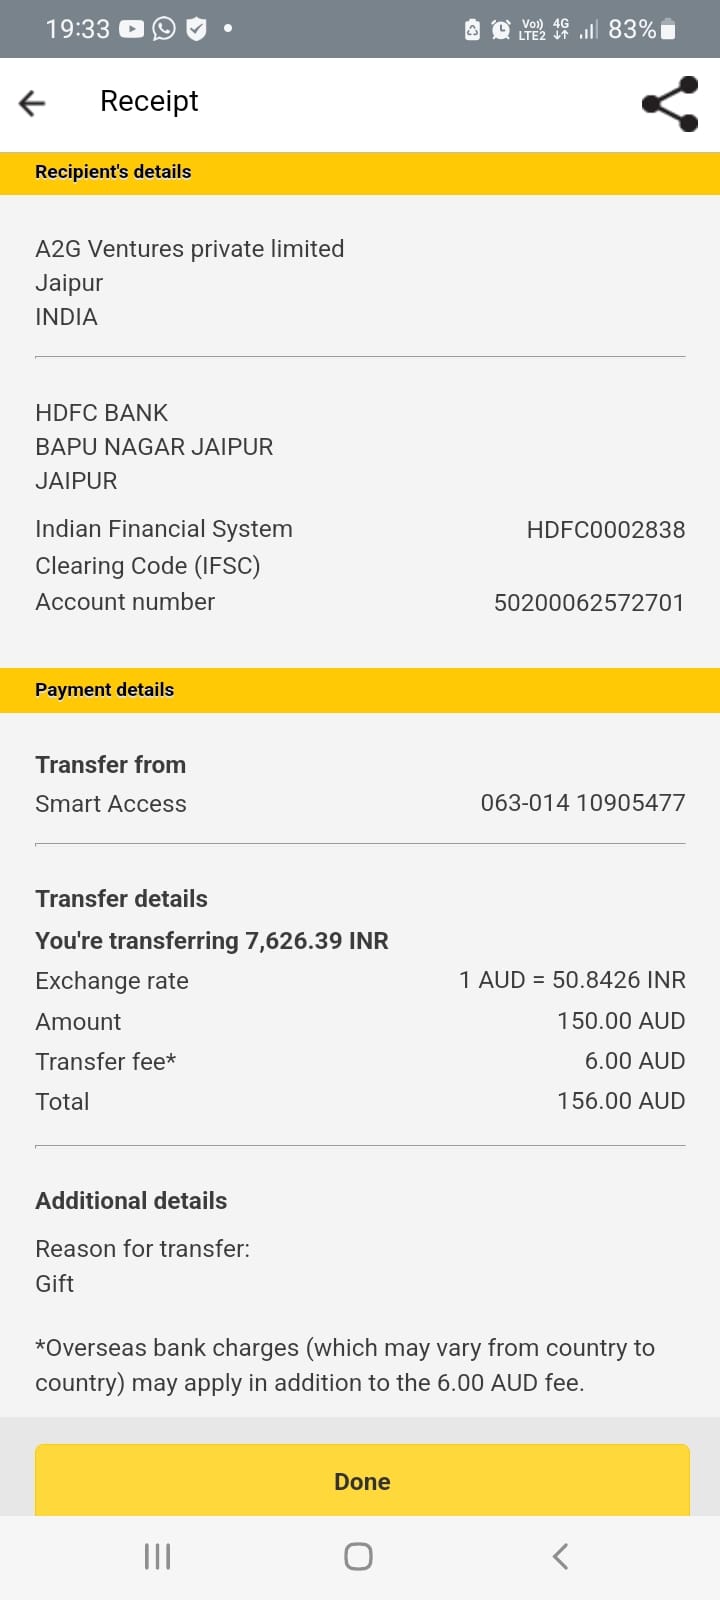 19:33
Vo)) 4G
LTE2
83%
Receipt
Recipient's details
A2G Ventures private limited
Jaipur
INDIA
HDFC BANK
BAPU NAGAR JAIPUR
JAIPUR
Indian Financial System HDFC0002838
Clearing Code (IFSC)
Account number 50200062572701
Payment details
Transfer from
Smart Access 063-014 10905477
Transfer details
You're transferring 7,626.39 INR
Exchange rate 1 AUD = 50.8426 INR
Amount 150.00 AUD
Transfer fee* 6.00 AUD
Total 156.00 AUD
Additional details
Reason for transfer:
Gift
*Overseas bank charges (which may vary from country to
country) may apply in addition to the 6.00 AUD fee.
Done